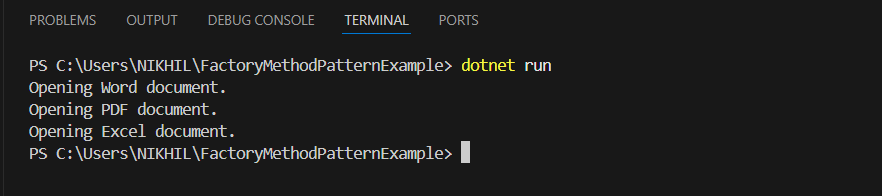 PROBLEMS OUTPUT DEBUG CONSOLE TERMINAL PORTS
PS C:\Users\NIKHIL\FactoryMethodPatternExample> dotnet run
Opening Word document.
Opening PDF document.
Opening Excel document.
PS C:\Users\NIKHIL\FactoryMethodPatternExample>